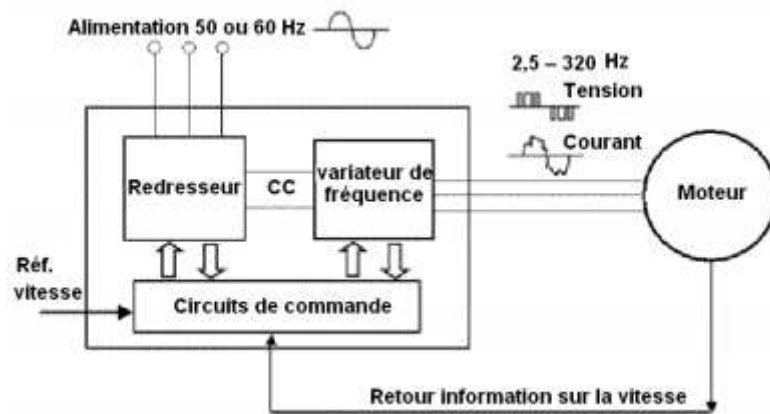 Alimentation 50 ou 60 Hz
2,5 – 320 Hz
Tension
Courant
Redresseur
CC
variateur de
fréquence
Moteur
Réf.
vitesse
Circuits de commande
Retour information sur la vitesse